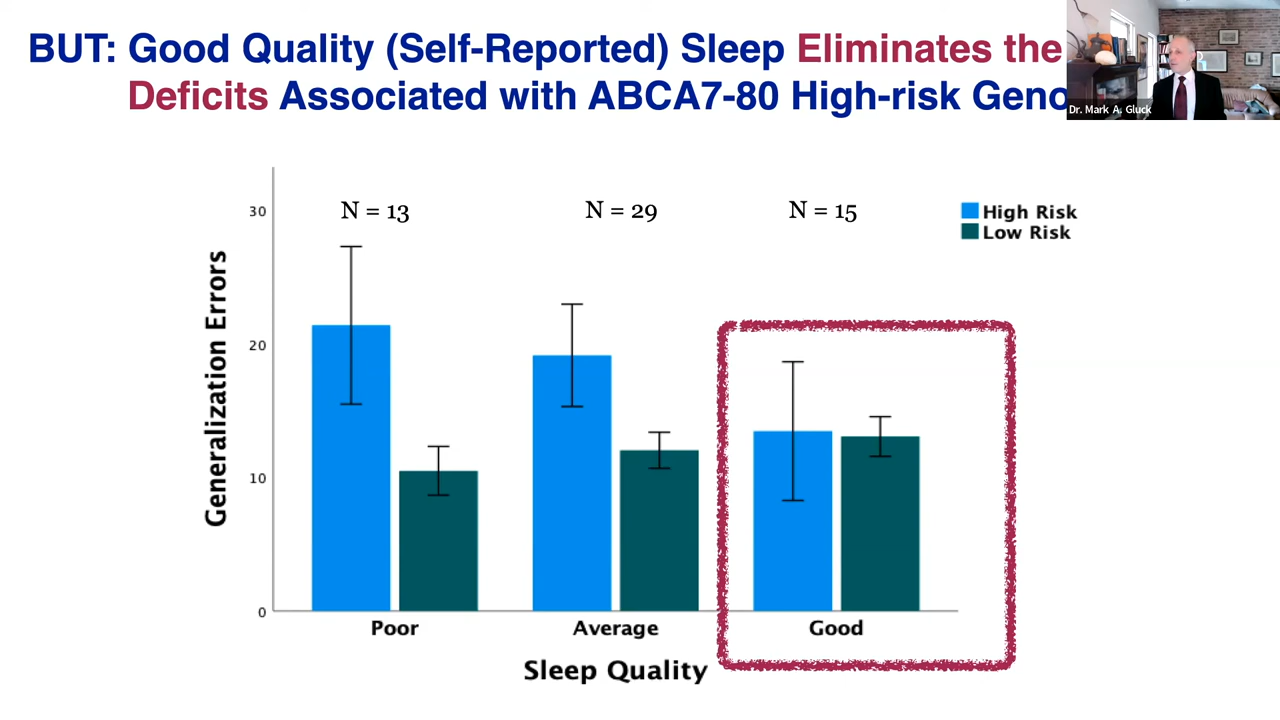 BUT: Good Quality (Self-Reported) Sleep Eliminates the
Deficits Associated with ABCA7-80 High-risk
Dr. Mark A. Gluck
N = 13
N = 29
N = 15
High Risk
Low Risk
30
20
10
0
Generalization Errors
Poor
Average
Good
Sleep Quality